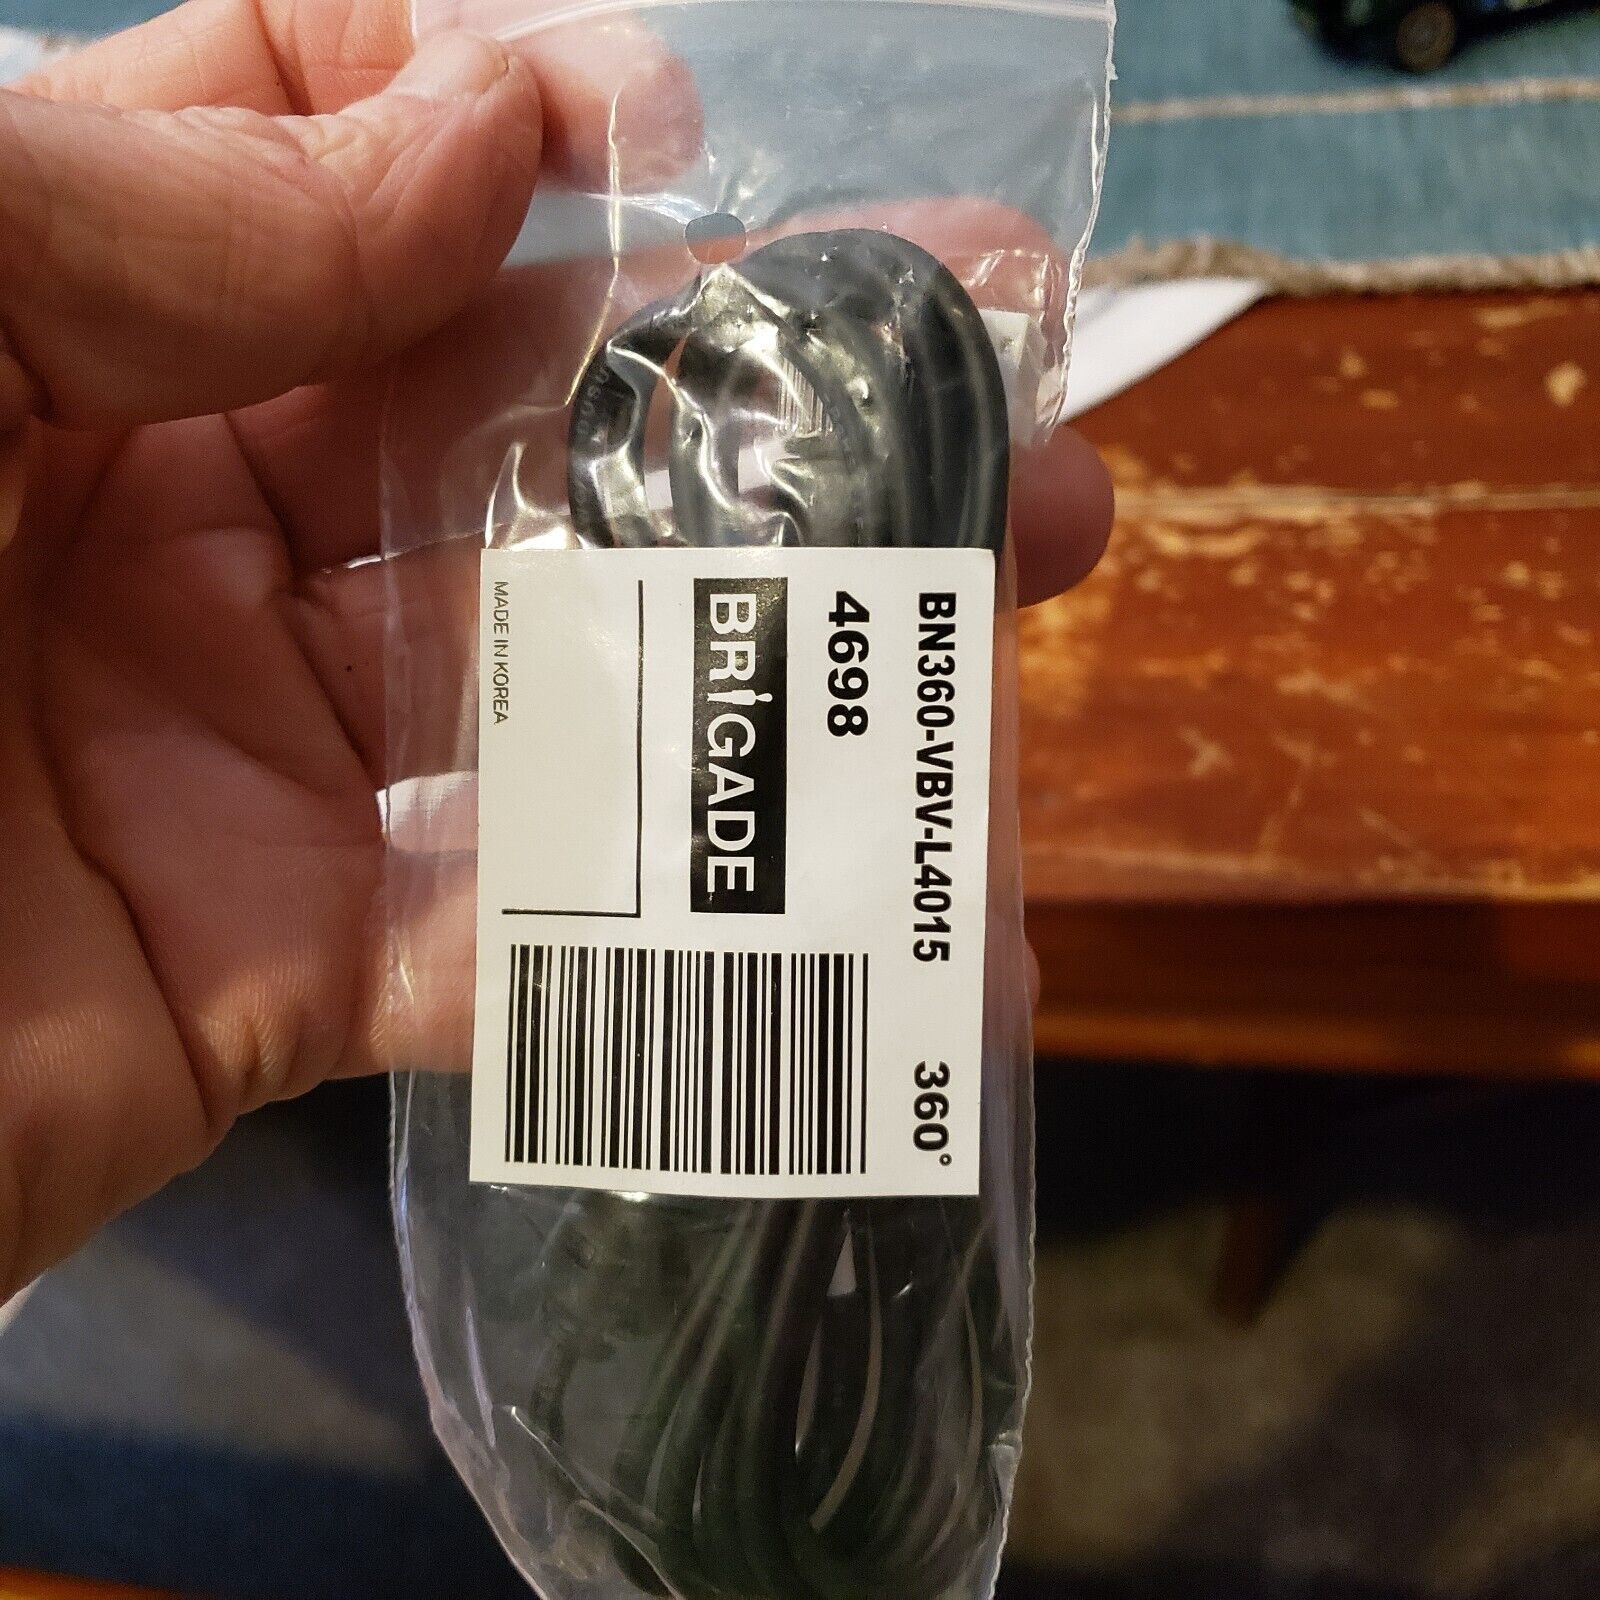 BN360-VBV-L4015 360°
4698
BRIGADE
MADE IN KOREA